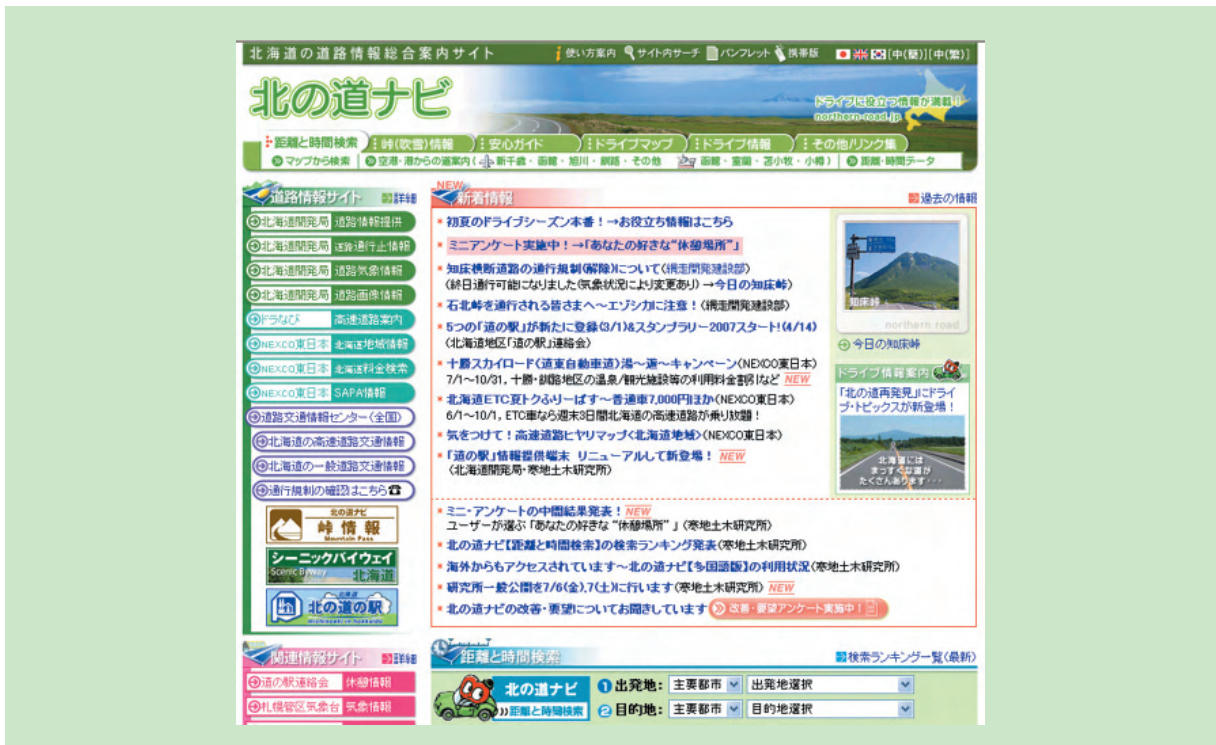 北海道の道路情報総合案内サイト
使い方案内 サイト内サーチ パンフレット 携帯版 [中(簡)][中(繁)]
北の道ナビ
ドライブに役立つ情報が満載!!
northern-road.jp
距離と時間検索 峠(吹雪)情報 安心ガイド ドライブマップ ドライブ情報 その他/リンク集
マップから検索 空港・港からの道案内( 新千歳・函館・旭川・釧路・その他 函館・室蘭・苫小牧・小樽) 距離・時間データ
道路情報サイト 詳細
北海道開発局 道路情報提供
北海道開発局 道路通行止情報
北海道開発局 道路気象情報
北海道開発局 道路画像情報
ドラなび 高速道路案内
NEXCO東日本 北海道地域情報
NEXCO東日本 北海道料金検索
NEXCO東日本 SAPA情報
道路交通情報センター(全国)
北海道の高速道路交通情報
北海道の一般道路交通情報
通行規制の確認はこちら☎
北の道ナビ
峠情報
Mountain Pass
シーニックバイウェイ
Scenic Byway 北海道
北海道
北の道の駅
Michinoeki in hokkaido
関連情報サイト 詳細
道の駅連絡会 休憩情報
札幌管区気象台 気象情報
NEW
新着情報 過去の情報
初夏のドライブシーズン本番!→お役立ち情報はこちら
ミニアンケート実施中!→「あなたの好きな“休憩場所”」
知床横断道路の通行規制(解除)について(網走開発建設部)
(終日通行可能になりました(気象状況により変更あり)→今日の知床峠)
石北峠を通行される皆さまへ～エゾシカに注意!(網走開発建設部)
5つの「道の駅」が新たに登録(3/1)&スタンプラリー2007スタート!(4/14)
(北海道地区「道の駅」連絡会)
十勝スカイロード(道東自動車道)湯～遊～キャンペーン(NEXCO東日本)
7/1～10/31, 十勝・釧路地区の温泉/観光施設等の利用料金割引など NEW
北海道ETC夏トクふりーぱす～普通車7,000円ほか(NEXCO東日本)
6/1～10/1, ETC車なら週末3日間北海道の高速道路が乗り放題!
気をつけて!高速道路ヒヤリマップ<北海道地域>(NEXCO東日本)
「道の駅」情報提供端末 リニューアルして新登場! NEW
(北海道開発局・寒地土木研究所)
知床峠
northern road
今日の知床峠
ドライブ情報案内
「北の道再発見」にドライ
ブ・トピックスが新登場!
北海道には
まっすぐな道が
たくさんあります・・・
ミニ・アンケートの中間結果発表! NEW
ユーザーが選ぶ「あなたの好きな “休憩場所” 」(寒地土木研究所)
北の道ナビ【距離と時間検索】の検索ランキング発表(寒地土木研究所)
海外からもアクセスされています～北の道ナビ【多国語版】の利用状況(寒地土木研究所)
研究所一般公開を7/6(金),7(土)に行います(寒地土木研究所) NEW
北の道ナビの改善・要望についてお聞きしています 改善・要望アンケート実施中!
距離と時間検索 検索ランキング一覧(最新)
北の道ナビ
距離と時間検索
1 出発地: 主要都市 出発地選択
2 目的地: 主要都市 目的地選択